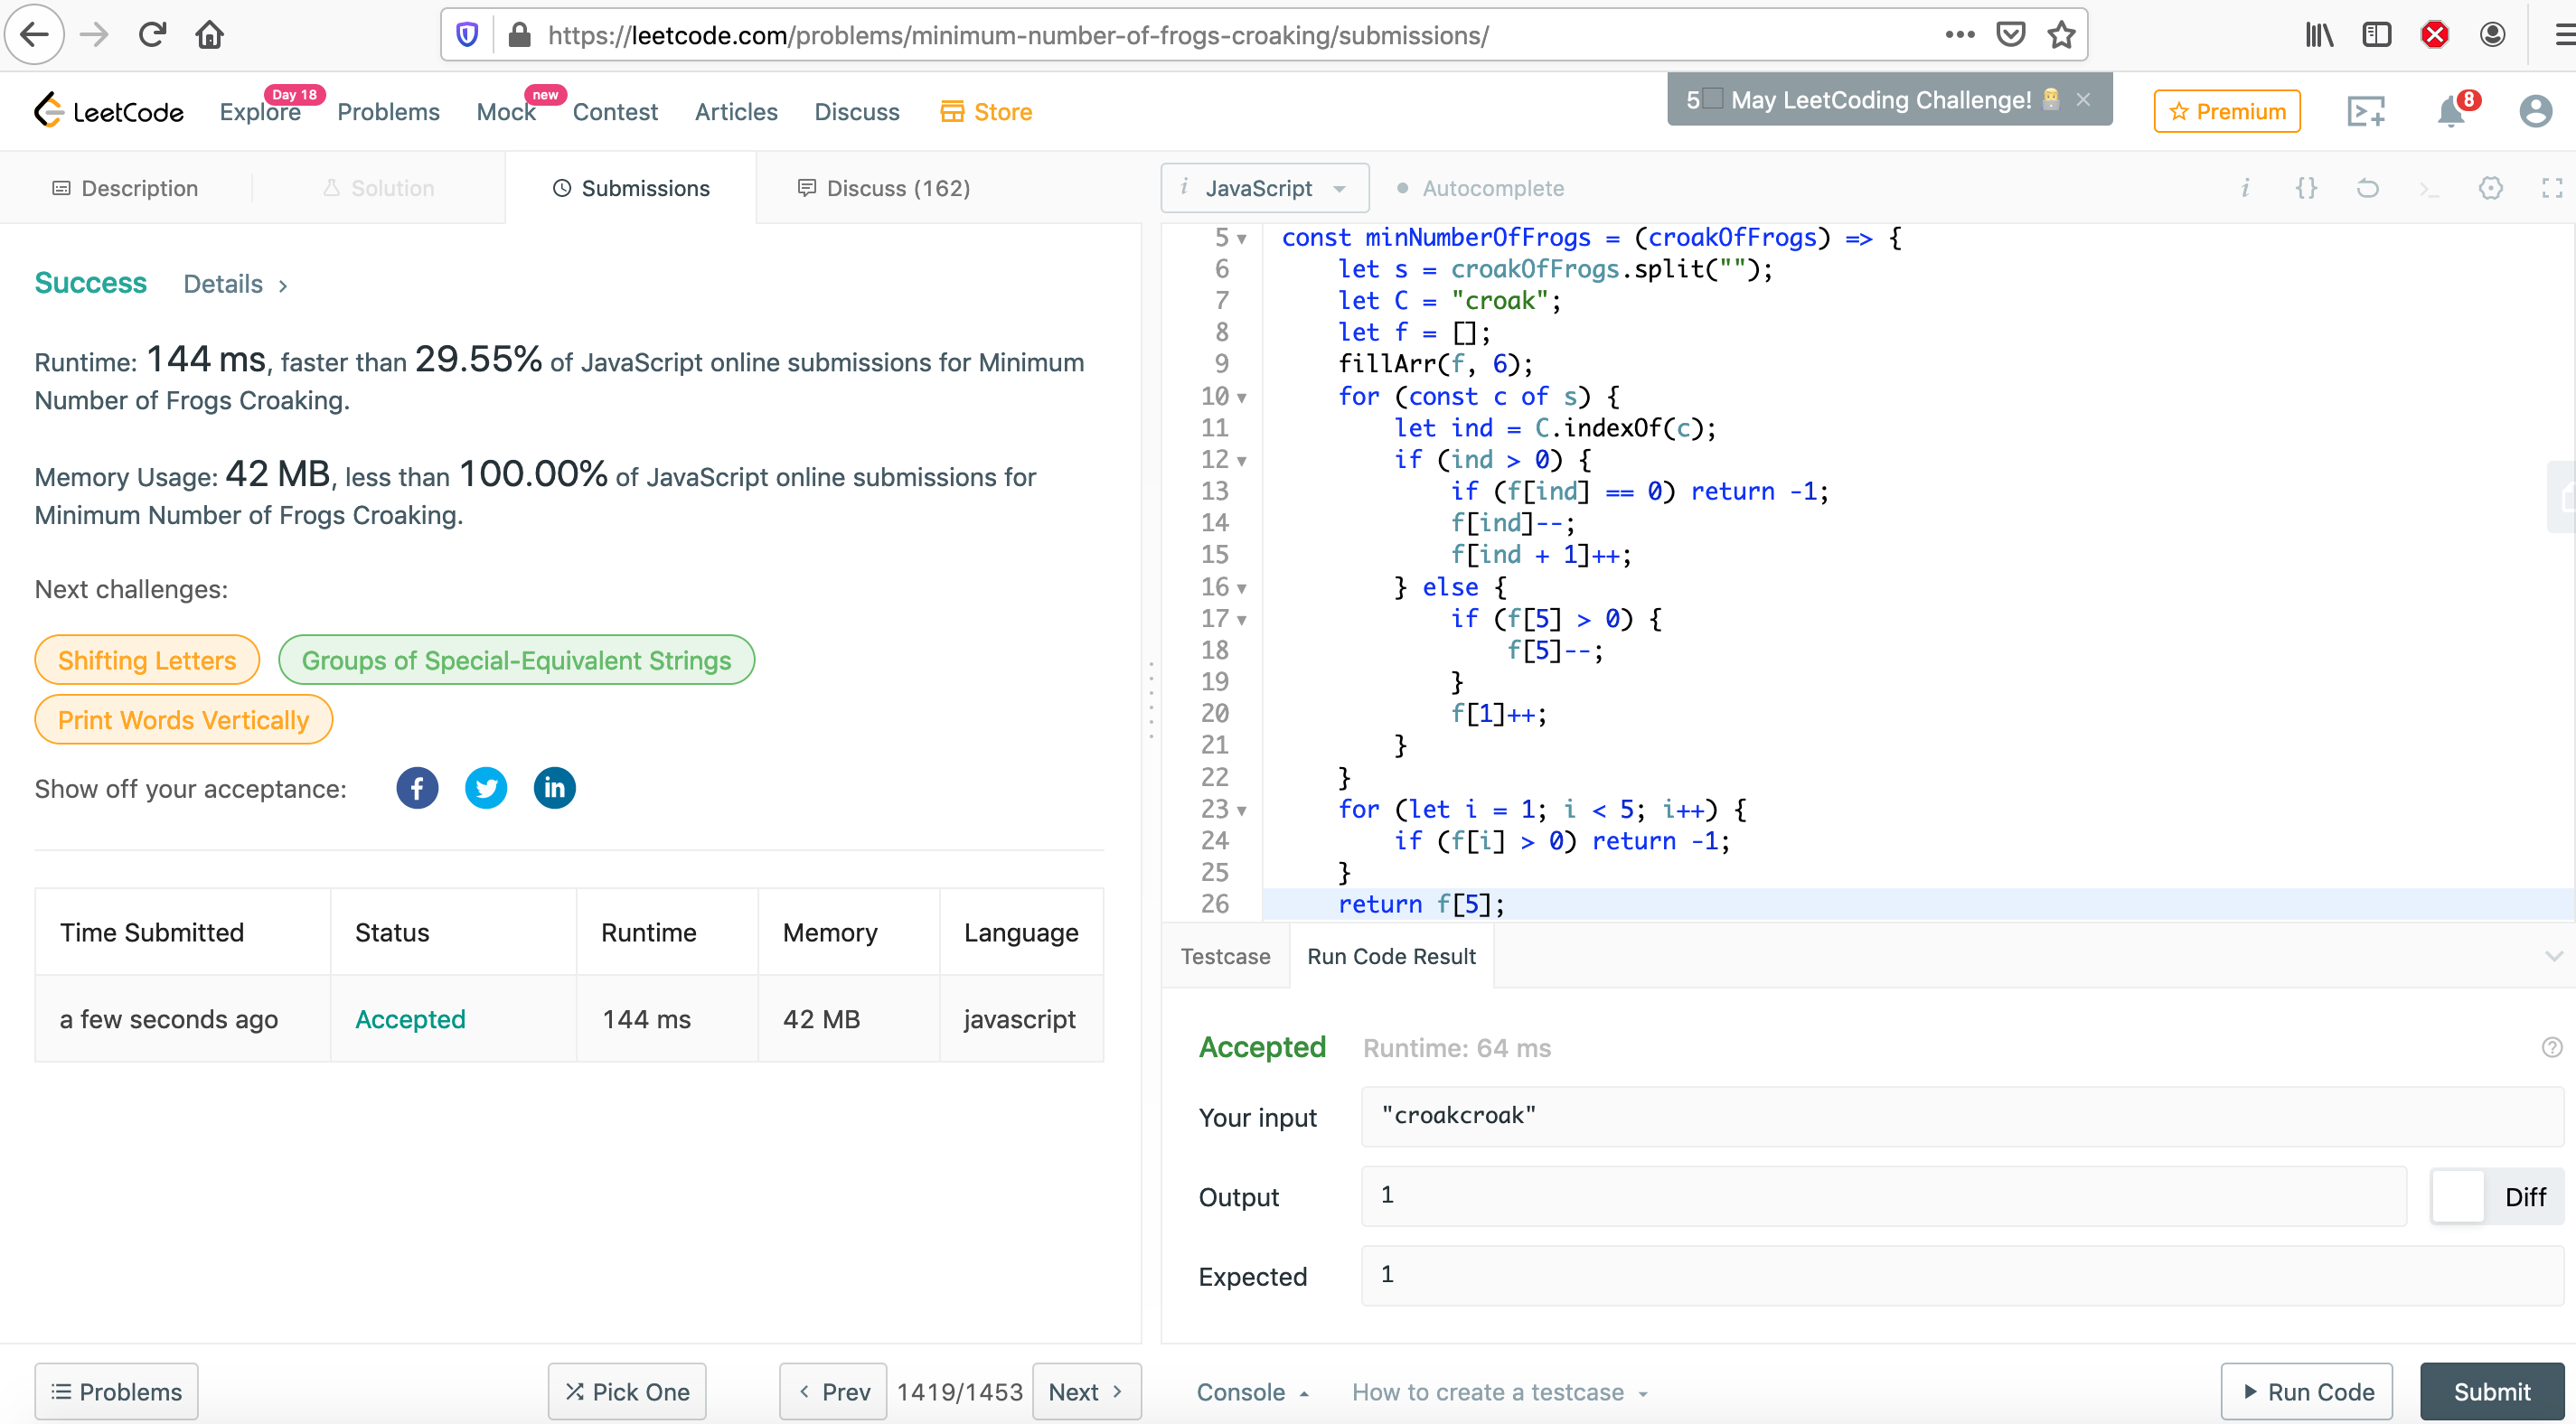 https://leetcode.com/problems/minimum-number-of-frogs-croaking/submissions/
LeetCode
Explore
Day 18
Problems
Mock
new
Contest
Articles
Discuss
Store
5 May LeetCoding Challenge!
Premium
8
Description
Solution
Submissions
Discuss (162)
Success
Details
Runtime: 144 ms, faster than 29.55% of JavaScript online submissions for Minimum
Number of Frogs Croaking.
Memory Usage: 42 MB, less than 100.00% of JavaScript online submissions for
Minimum Number of Frogs Croaking.
Next challenges:
Shifting Letters
Groups of Special-Equivalent Strings
Print Words Vertically
Show off your acceptance:
Time Submitted Status Runtime Memory Language
a few seconds ago Accepted 144 ms 42 MB javascript
Problems
Pick One
Prev
1419/1453
Next
i JavaScript
Autocomplete
i {}
5 const minNumberOfFrogs = (croakOfFrogs) => {
6 let s = croakOfFrogs.split("");
7 let C = "croak";
8 let f = [];
9 fillArr(f, 6);
10 for (const c of s) {
11 let ind = C.indexOf(c);
12 if (ind > 0) {
13 if (f[ind] == 0) return -1;
14 f[ind]--;
15 f[ind + 1]++;
16 } else {
17 if (f[5] > 0) {
18 f[5]--;
19 }
20 f[1]++;
21 }
22 }
23 for (let i = 1; i < 5; i++) {
24 if (f[i] > 0) return -1;
25 }
26 return f[5];
Testcase
Run Code Result
Accepted
Runtime: 64 ms
Your input
"croakcroak"
Output
1
Diff
Expected
1
Console
How to create a testcase
Run Code
Submit